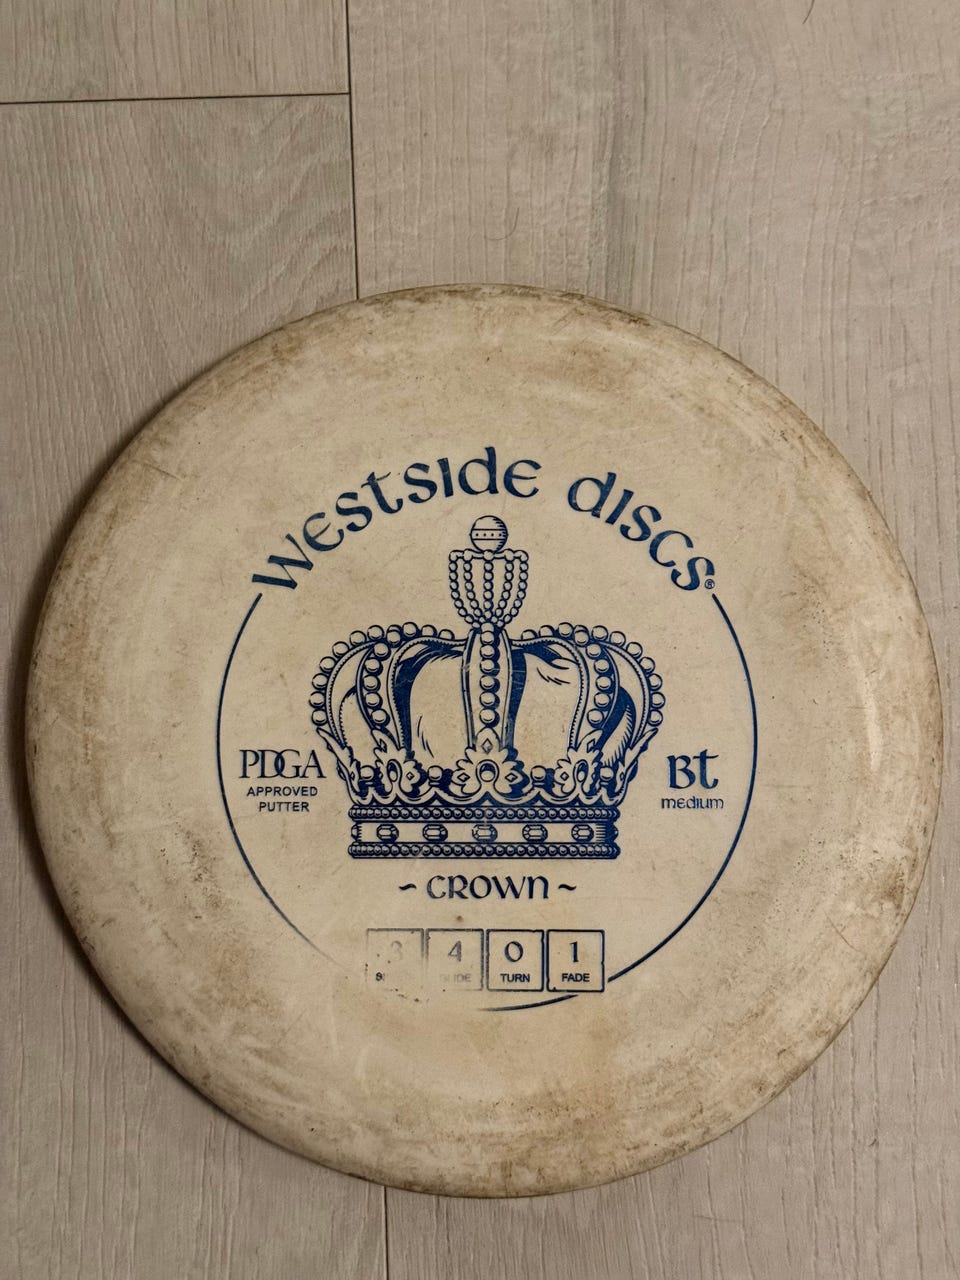 Westside Discs®
PDGA
APPROVED
PUTTER
BT
medium
~ CROWN ~
3 4 0 1
TURN FADE